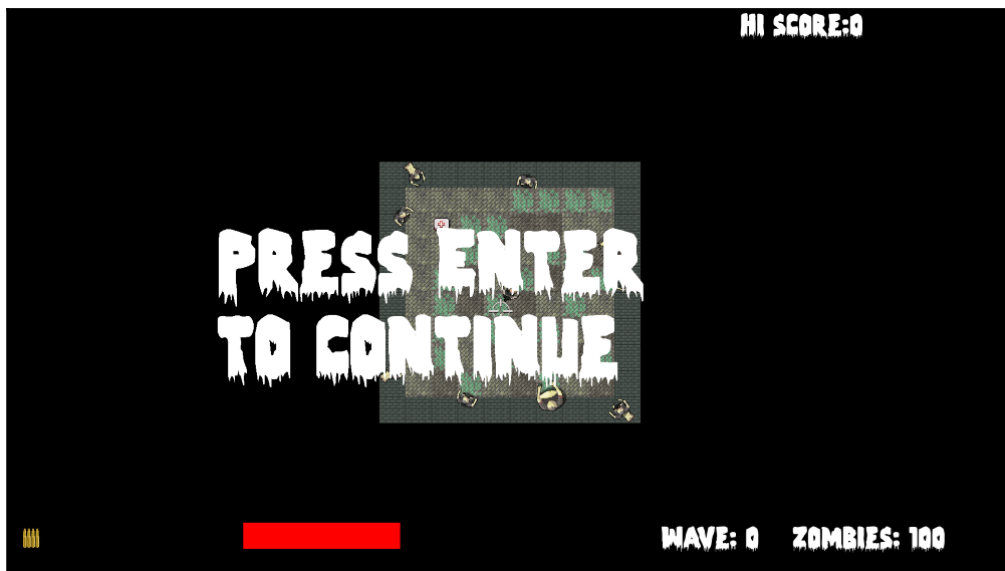 HI SCORE:0
PRESS ENTER
TO CONTINUE
WAVE: 0 ZOMBIES: 100